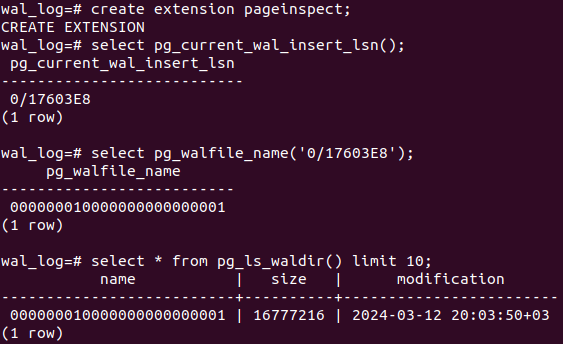 wal_log=# create extension pageinspect;
CREATE EXTENSION
wal_log=# select pg_current_wal_insert_lsn();
 pg_current_wal_insert_lsn
---------------------------
 0/17603E8
(1 row)

wal_log=# select pg_walfile_name('0/17603E8');
     pg_walfile_name
--------------------------
 000000010000000000000001
(1 row)

wal_log=# select * from pg_ls_waldir() limit 10;
           name           |   size   |      modification
--------------------------+----------+------------------------
 000000010000000000000001 | 16777216 | 2024-03-12 20:03:50+03
(1 row)